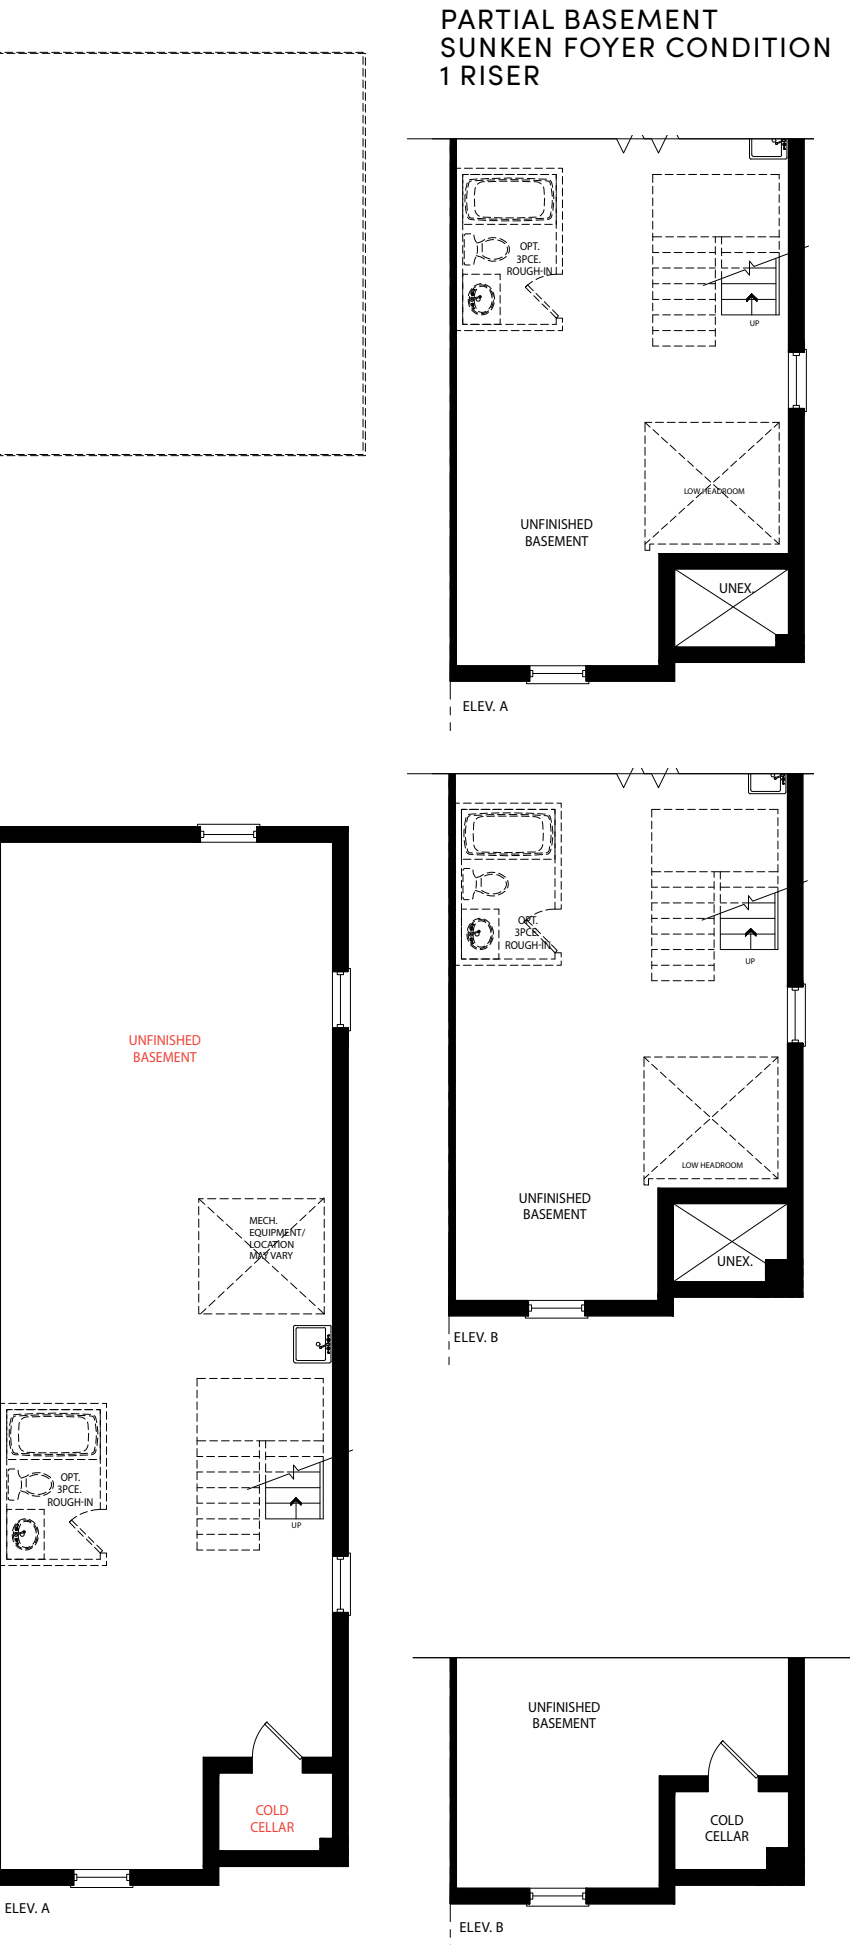 PARTIAL BASEMENT
SUNKEN FOYER CONDITION
1 RISER
OPT.
3PCE.
ROUGH-IN
UP
LOW HEADROOM
UNFINISHED
BASEMENT
UNEX.
ELEV. A
OPT.
3PCE.
ROUGH-IN
UP
LOW HEADROOM
UNFINISHED
BASEMENT
UNEX.
ELEV. B
UNFINISHED
BASEMENT
MECH.
EQUIPMENT/
LOCATION
MAY VARY
OPT.
3PCE.
ROUGH-IN
UP
COLD
CELLAR
ELEV. A
UNFINISHED
BASEMENT
COLD
CELLAR
ELEV. B